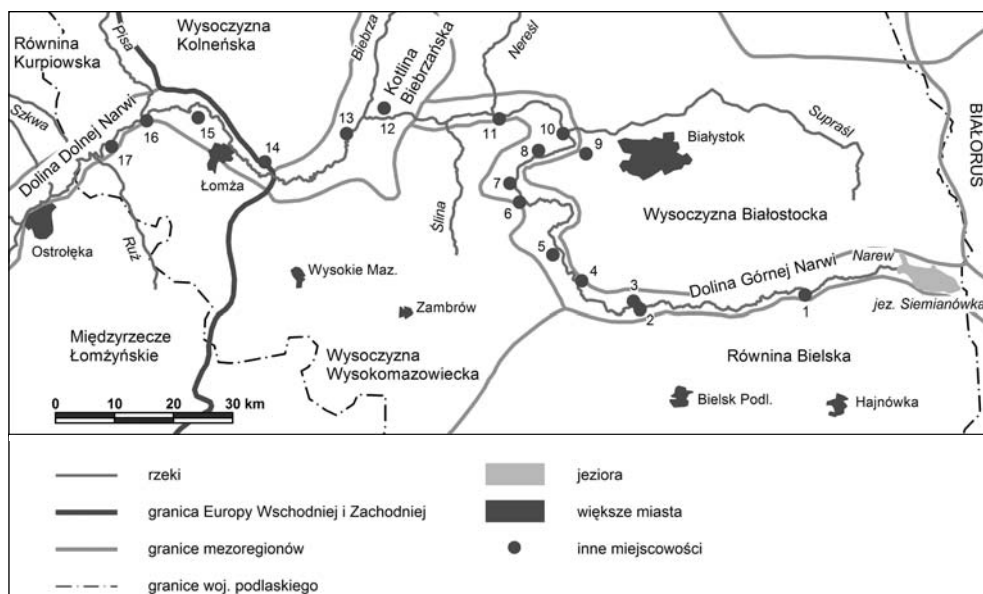 Pisa
Wysoczyzna
Kolneńska
Równina
Kurpiowska
Szkwa
Biebrza
Kotlina
Biebrzańska
Nereśl
Supraśl
BIAŁORUS
Dolina Dolnej Narwi
13
12
11
10
9
8
7
6
5
4
3
2
1
14
15
16
17
Białystok
Łomża
Ostrołęka
Ruż
Ślina
Wysoczyzna Białostocka
Wysokie Maz.
Zambrów
Dolina Górnej Narwi
Narew
jez. Siemianówka
Międzyrzecze
Łomżyńskie
Wysoczyzna
Wysokomazowiecka
Równina Bielska
Bielsk Podl.
Hajnówka
0 10 20 30 km
rzeki
granica Europy Wschodniej i Zachodniej
granice mezoregionów
granice woj. podlaskiego
jeziora
większe miasta
inne miejscowości